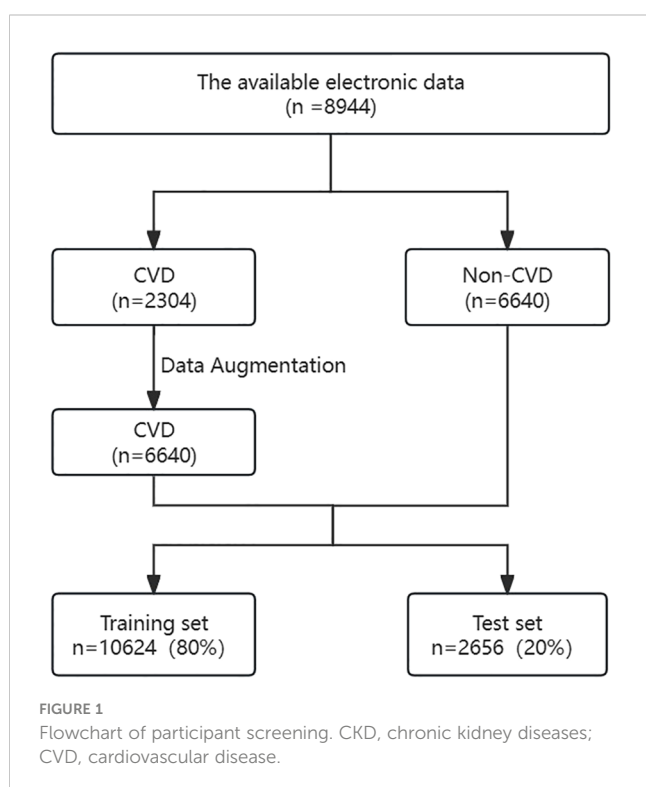 The available electronic data
(n =8944)
CVD
(n=2304)
Non-CVD
(n=6640)
Data Augmentation
CVD
(n=6640)
Training set
n=10624 (80%)
Test set
n=2656 (20%)
FIGURE 1
Flowchart of participant screening. CKD, chronic kidney diseases;
CVD, cardiovascular disease.